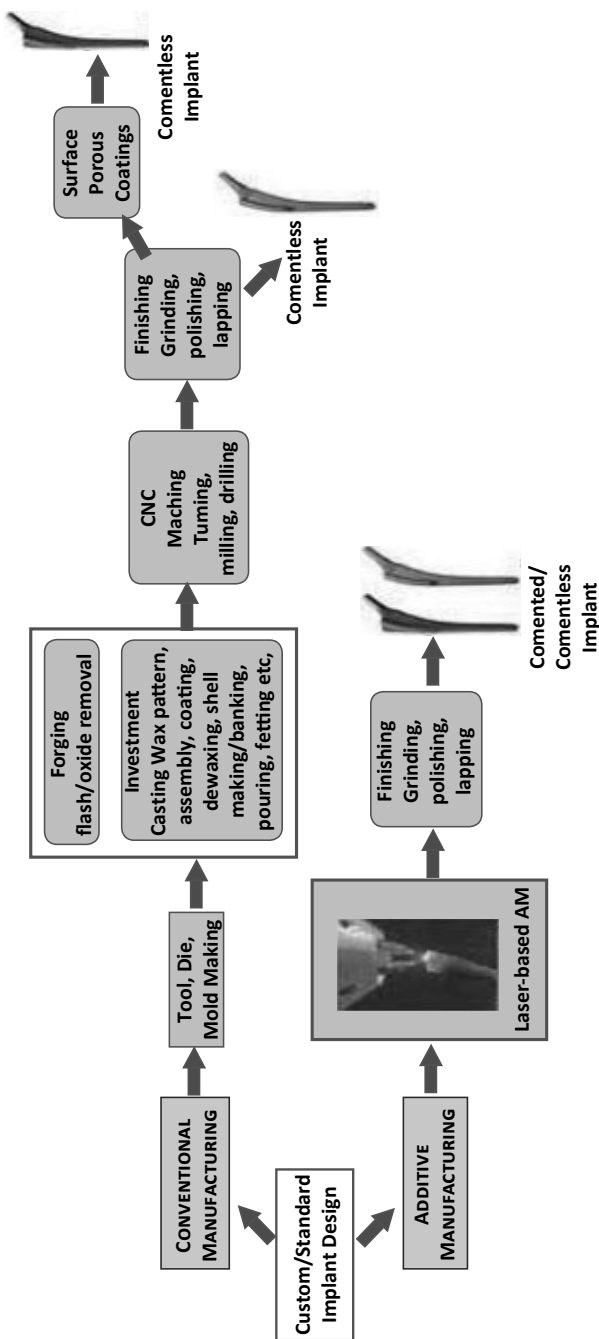 Custom/Standard
Implant Design
CONVENTIONAL
MANUFACTURING
Tool, Die,
Mold Making
Forging
flash/oxide removal
Investment
Casting Wax pattern,
assembly, coating,
dewaxing, shell
making/banking,
pouring, fetting etc,
CNC
Maching
Tuming,
milling, drilling
Finishing
Grinding,
polishing,
lapping
Surface
Porous
Coatings
Comentless
Implant
Comentless
Implant
ADDITIVE
MANUFACTURING
Laser-based AM
Finishing
Grinding,
polishing,
lapping
Comented/
Comentless
Implant